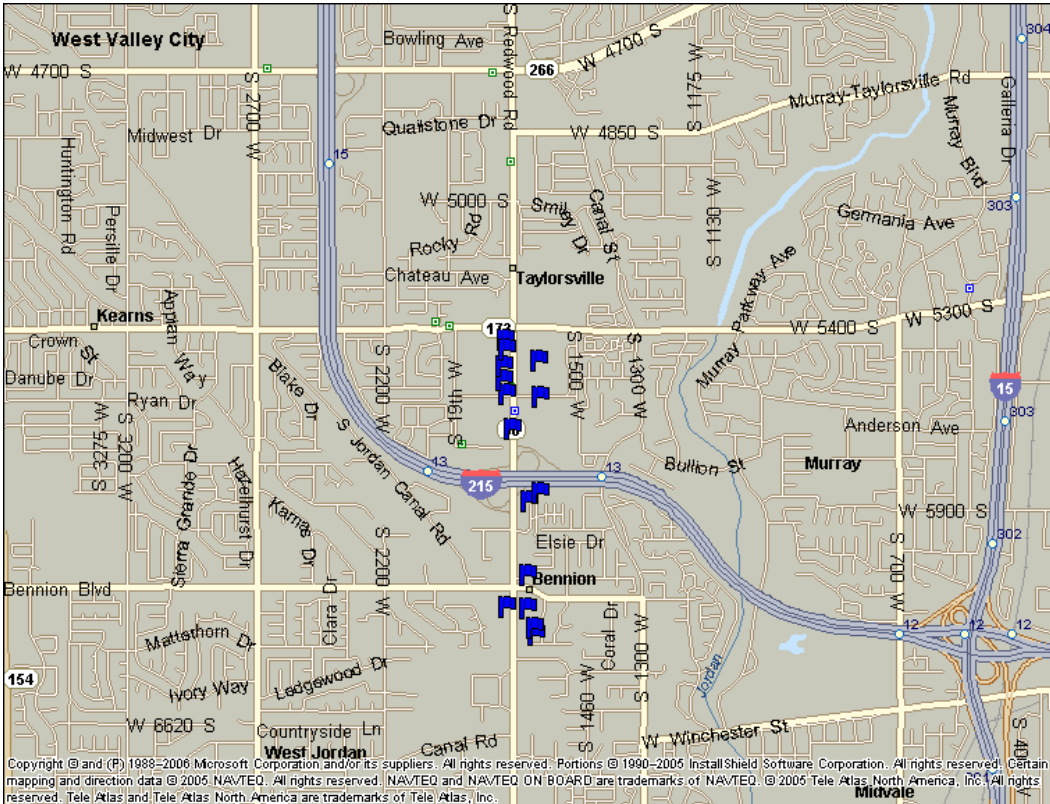 West Valley City
Bowling Ave
S Redwood Rd
W 4700 S
304
W 4700 S
266
S 2700 W
S 1175 W
Murray-Taylorsville Rd
Galleria Dr
Midwest Dr
Quailstone Dr
W 4850 S
Murray Blvd
Huntington Rd
15
W 5000 S
Persille Dr
Smiley Dr
Canal St
S 1130 W
303
Germania Ave
Rocky Rd
Chateau Ave
Taylorsville
Murray Parkway Ave
Kearns
Appian Way
173
W 5400 S
W 5300 S
Crown St
S 2200 W
S 19th W
S 1500 W
S 1300 W
Danube Dr
Blake Dr
15
Ryan Dr
S 3275 W
S 3200 W
303
Anderson Ave
S Jordan Canal Rd
13
13
Bullion St
Murray
215
Sierra Grande Dr
Hazelhurst Dr
Karnas Dr
W 5900 S
Elsie Dr
302
S 2200 W
S 700 W
Bennion Blvd
Bennion
Clara Dr
Coral Dr
12
12
12
Mattsthorn Dr
S 1300 W
Jordan
154
Ivory Way
Ledgewood Dr
S 1460 W
W 6620 S
Countryside Ln
West Jordan
Canal Rd
W Winchester St
Copyright © and (P) 1988–2006 Microsoft Corporation and/or its suppliers. All rights reserved. Portions © 1990–2005 InstallShield Software Corporation. All rights reserved. Certain
mapping and direction data © 2005 NAVTEQ. All rights reserved. NAVTEQ and NAVTEQ ON BOARD are trademarks of NAVTEQ. © 2005 Tele Atlas North America, Inc. All rights
reserved. Tele Atlas and Tele Atlas North America are trademarks of Tele Atlas, Inc.
Midvale